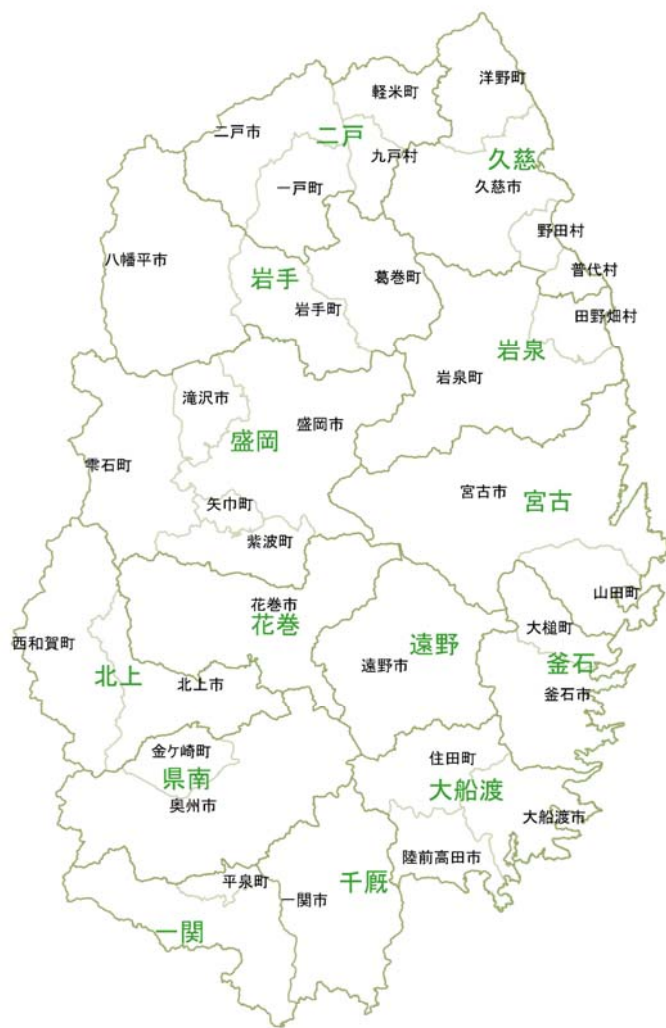 洋野町
軽米町
二戸市
二戸
九戸村
久慈
一戸町
久慈市
野田村
八幡平市
普代村
岩手
葛巻町
岩手町
田野畑村
岩泉
岩泉町
滝沢市
盛岡市
盛岡
雫石町
宮古市
宮古
矢巾町
紫波町
山田町
花巻市
花巻
大槌町
西和賀町
遠野
遠野市
釜石
北上
北上市
釜石市
金ケ崎町
県南
奥州市
住田町
大船渡
大船渡市
陸前高田市
平泉町
千厩
一関市
一関